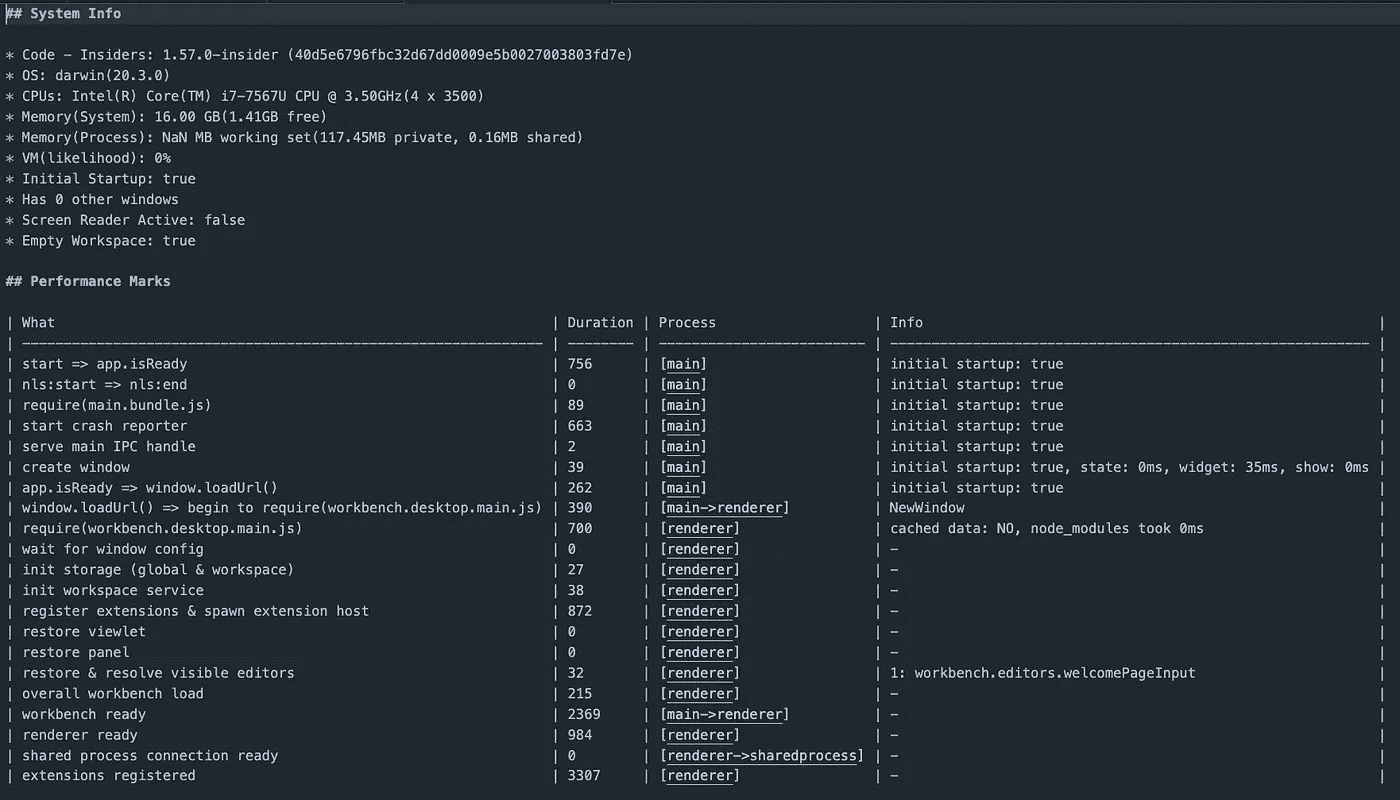 ## System Info
* Code - Insiders: 1.57.0-insider (40d5e6796fbc32d67dd0009e5b0027003803fd7e)
* OS: darwin(20.3.0)
* CPUs: Intel(R) Core(TM) i7-7567U CPU @ 3.50GHz(4 x 3500)
* Memory(System): 16.00 GB(1.41GB free)
* Memory(Process): NaN MB working set(117.45MB private, 0.16MB shared)
* VM(likelihood): 0%
* Initial Startup: true
* Has 0 other windows
* Screen Reader Active: false
* Empty Workspace: true
## Performance Marks
| What | Duration | Process | Info |
| --- | --- | --- | --- |
| start => app.isReady | 756 | [main] | initial startup: true |
| nls:start => nls:end | 0 | [main] | initial startup: true |
| require(main.bundle.js) | 89 | [main] | initial startup: true |
| start crash reporter | 663 | [main] | initial startup: true |
| serve main IPC handle | 2 | [main] | initial startup: true |
| create window | 39 | [main] | initial startup: true, state: 0ms, widget: 35ms, show: 0ms |
| app.isReady => window.loadUrl() | 262 | [main] | initial startup: true |
| window.loadUrl() => begin to require(workbench.desktop.main.js) | 390 | [main->renderer] | NewWindow |
| require(workbench.desktop.main.js) | 700 | [renderer] | cached data: NO, node_modules took 0ms |
| wait for window config | 0 | [renderer] | - |
| init storage (global & workspace) | 27 | [renderer] | - |
| init workspace service | 38 | [renderer] | - |
| register extensions & spawn extension host | 872 | [renderer] | - |
| restore viewlet | 0 | [renderer] | - |
| restore panel | 0 | [renderer] | - |
| restore & resolve visible editors | 32 | [renderer] | 1: workbench.editors.welcomePageInput |
| overall workbench load | 215 | [renderer] | - |
| workbench ready | 2369 | [main->renderer] | - |
| renderer ready | 984 | [renderer] | - |
| shared process connection ready | 0 | [renderer->sharedprocess] | - |
| extensions registered | 3307 | [renderer] | - |